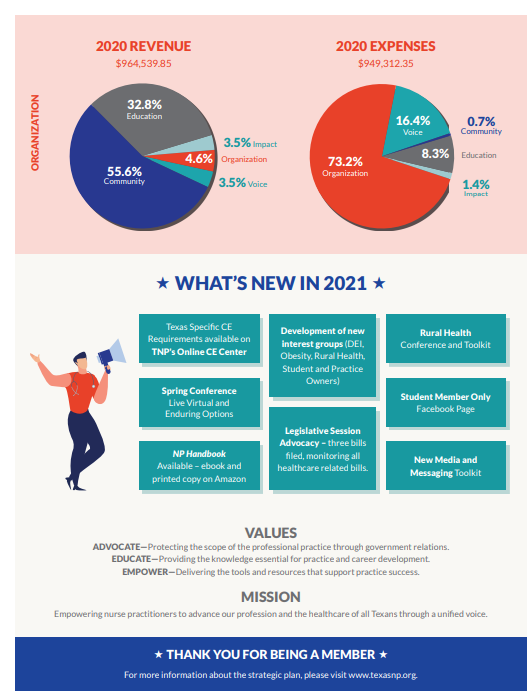 2020 REVENUE
$964,539.85
ORGANIZATION
32.8%
Education
3.5% Impact
4.6% Organization
3.5% Voice
55.6%
Community
2020 EXPENSES
$949,312.35
16.4%
Voice
0.7%
Community
8.3% Education
1.4%
Impact
73.2%
Organization
★ WHAT'S NEW IN 2021 ★
Texas Specific CE
Requirements available on
TNP's Online CE Center
Spring Conference
Live Virtual and
Enduring Options
NP Handbook
Available – ebook and
printed copy on Amazon
Development of new
interest groups (DEI,
Obesity, Rural Health,
Student and Practice
Owners)
Legislative Session
Advocacy – three bills
filed, monitoring all
healthcare related bills.
Rural Health
Conference and Toolkit
Student Member Only
Facebook Page
New Media and
Messaging Toolkit
VALUES
ADVOCATE—Protecting the scope of the professional practice through government relations.
EDUCATE—Providing the knowledge essential for practice and career development.
EMPOWER—Delivering the tools and resources that support practice success.
MISSION
Empowering nurse practitioners to advance our profession and the healthcare of all Texans through a unified voice.
★ THANK YOU FOR BEING A MEMBER ★
For more information about the strategic plan, please visit www.texasnp.org.